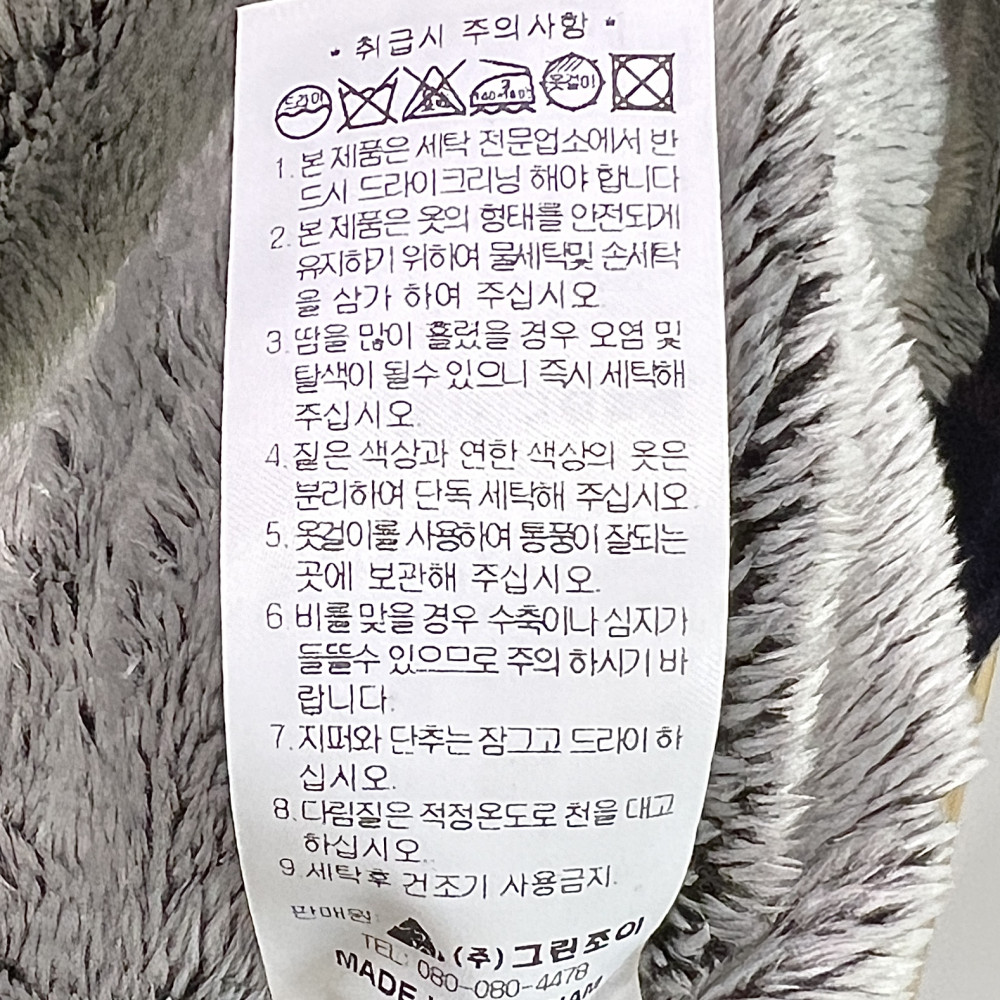 취급시 주의사항
드라이 옷걸이
1. 본 제품은 세탁 전문업소에서 반
드시 드라이크리닝 해야 합니다
2. 본 제품은 옷의 형태를 안전되게
유지하기 위하여 물세탁및 손세탁
을 삼가 하여 주십시오.
3. 땀을 많이 흘렸을 경우 오염 및
탈색이 될수 있으니 즉시 세탁해
주십시오.
4. 짙은 색상과 연한 색상의 옷은
분리하여 단독 세탁해 주십시오.
5. 옷걸이를 사용하여 통풍이 잘되는
곳에 보관해 주십시오.
6. 비를 맞을 경우 수축이나 심지가
들뜰수 있으므로 주의 하시기 바
랍니다.
7. 지퍼와 단추는 잠그고 드라이 하
십시오.
8. 다림질은 적정온도로 천을 대고
하십시오.
9. 세탁후 건조기 사용금지.
판매원: (주)그린조이
TEL: 080-080-4478
MADE